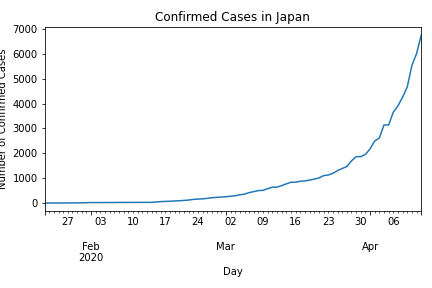 Confirmed Cases in Japan
Number of Confirmed Cases
7000
6000
5000
4000
3000
2000
1000
0
27 03 10 17 24 02 09 16 23 30 06
Feb Mar Apr
2020
Day